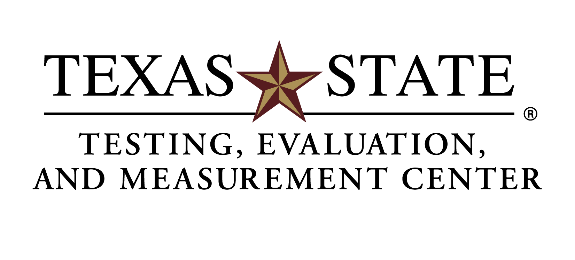 TEXAS STATE
®
TESTING, EVALUATION,
AND MEASUREMENT CENTER